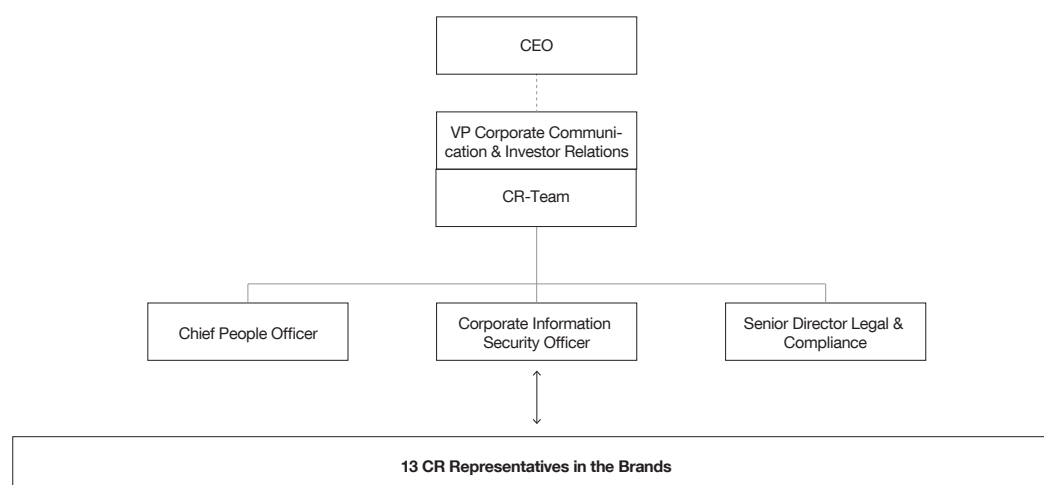 CEO
VP Corporate Communi-
cation & Investor Relations
CR-Team
Chief People Officer
Corporate Information
Security Officer
Senior Director Legal &
Compliance
13 CR Representatives in the Brands